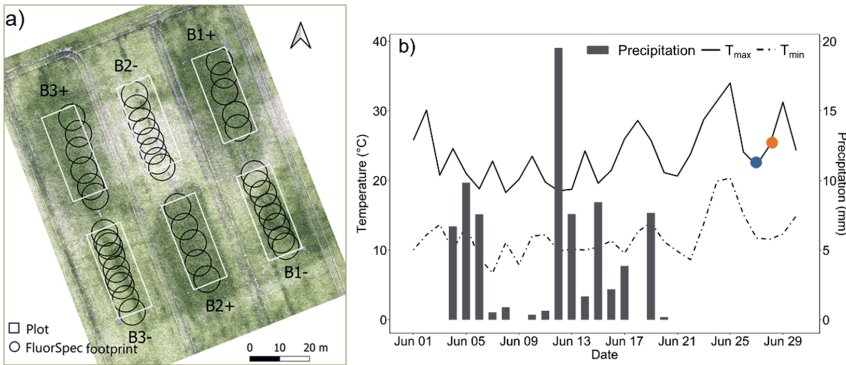 a)
B1+
B2-
B3+
B1-
B2+
B3-
Plot
FluorSpec footprint
0 10 20 m
b)
Precipitation Tmax Tmin
40
30
20
10
0
Temperature (°C)
20
15
10
5
0
Precipitation (mm)
Jun 01 Jun 05 Jun 09 Jun 13 Jun 17 Jun 21 Jun 25 Jun 29
Date